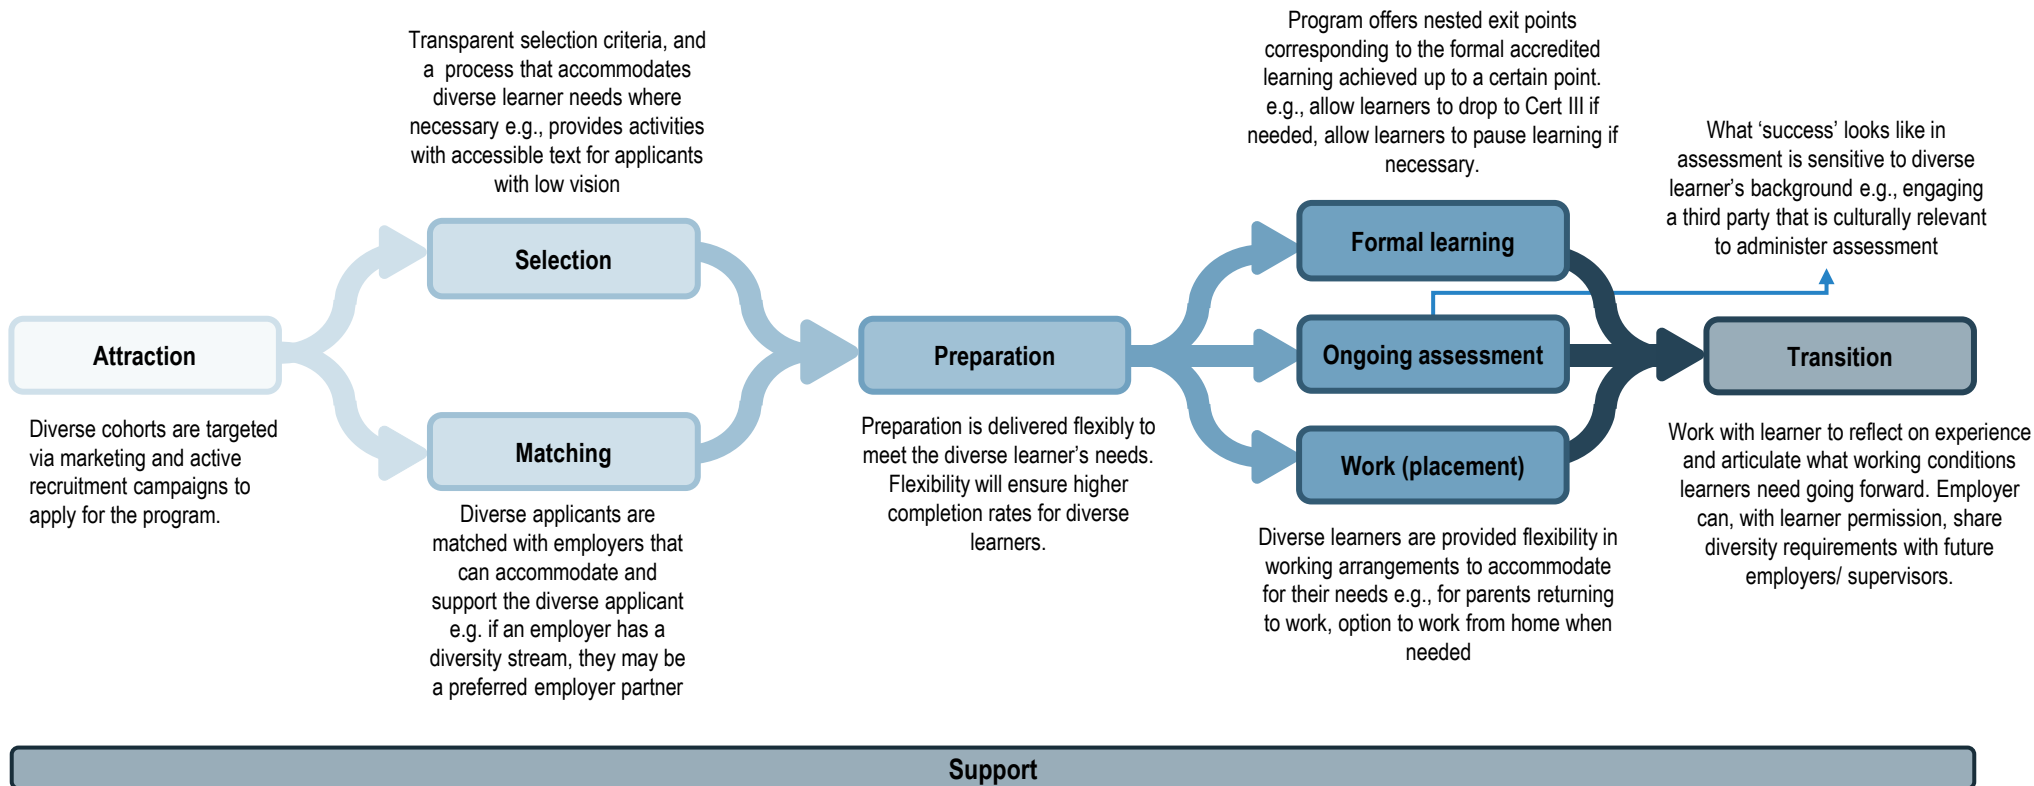 Attraction
Diverse cohorts are targeted
via marketing and active
recruitment campaigns to
apply for the program.
Transparent selection criteria, and
a process that accommodates
diverse learner needs where
necessary e.g., provides activities
with accessible text for applicants
with low vision
Selection
Matching
Diverse applicants are
matched with employers that
can accommodate and
support the diverse applicant
e.g. if an employer has a
diversity stream, they may be
a preferred employer partner
Preparation
Preparation is delivered flexibly to
meet the diverse learner's needs.
Flexibility will ensure higher
completion rates for diverse
learners.
Program offers nested exit points
corresponding to the formal accredited
learning achieved up to a certain point.
e.g., allow learners to drop to Cert III if
needed, allow learners to pause learning if
necessary.
Formal learning
Ongoing assessment
What ‘success’ looks like in
assessment is sensitive to diverse
learner’s background e.g., engaging
a third party that is culturally relevant
to administer assessment
Work (placement)
Diverse learners are provided flexibility in
working arrangements to accommodate
for their needs e.g., for parents returning
to work, option to work from home when
needed
Transition
Work with learner to reflect on experience
and articulate what working conditions
learners need going forward. Employer
can, with learner permission, share
diversity requirements with future
employers/ supervisors.
Support